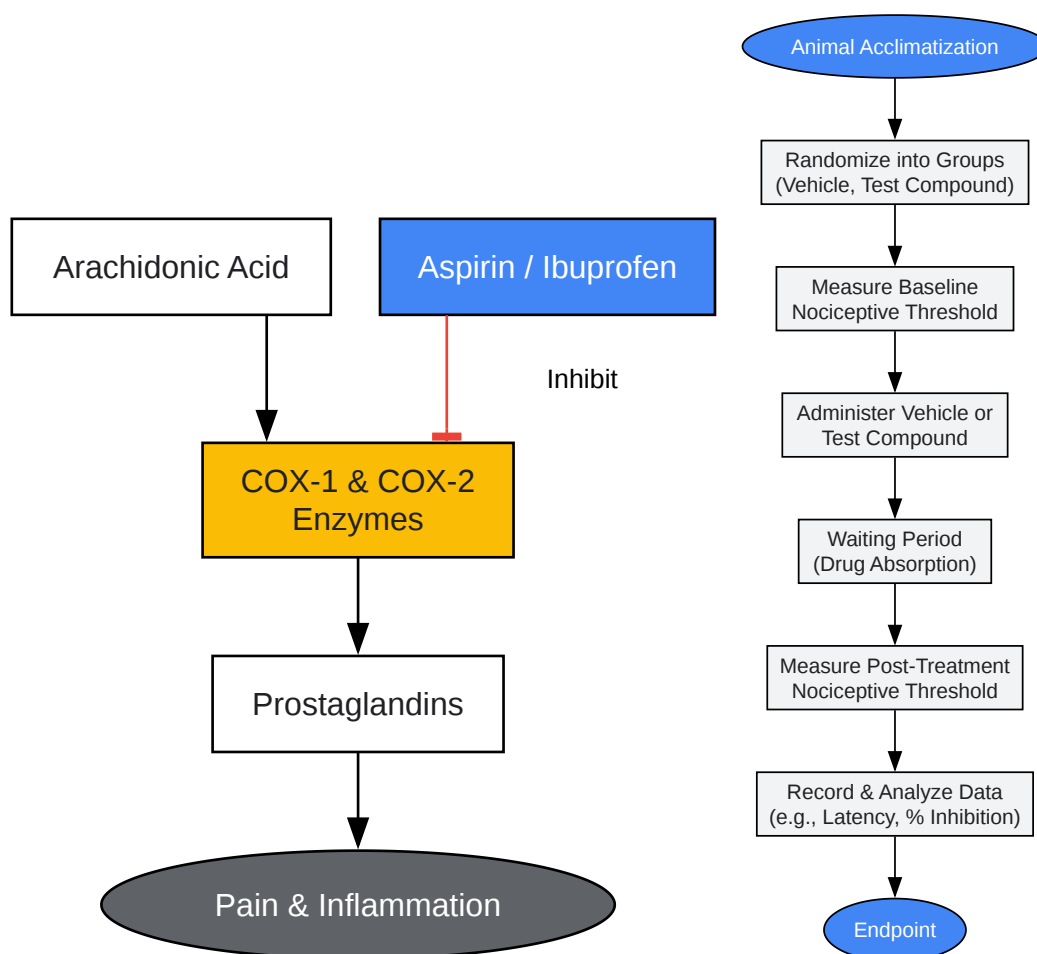 Arachidonic Acid
Aspirin / Ibuprofen
Inhibit
COX-1 & COX-2
Enzymes
Prostaglandins
Pain & Inflammation
Animal Acclimatization
Randomize into Groups
(Vehicle, Test Compound)
Measure Baseline
Nociceptive Threshold
Administer Vehicle or
Test Compound
Waiting Period
(Drug Absorption)
Measure Post-Treatment
Nociceptive Threshold
Record & Analyze Data
(e.g., Latency, % Inhibition)
Endpoint